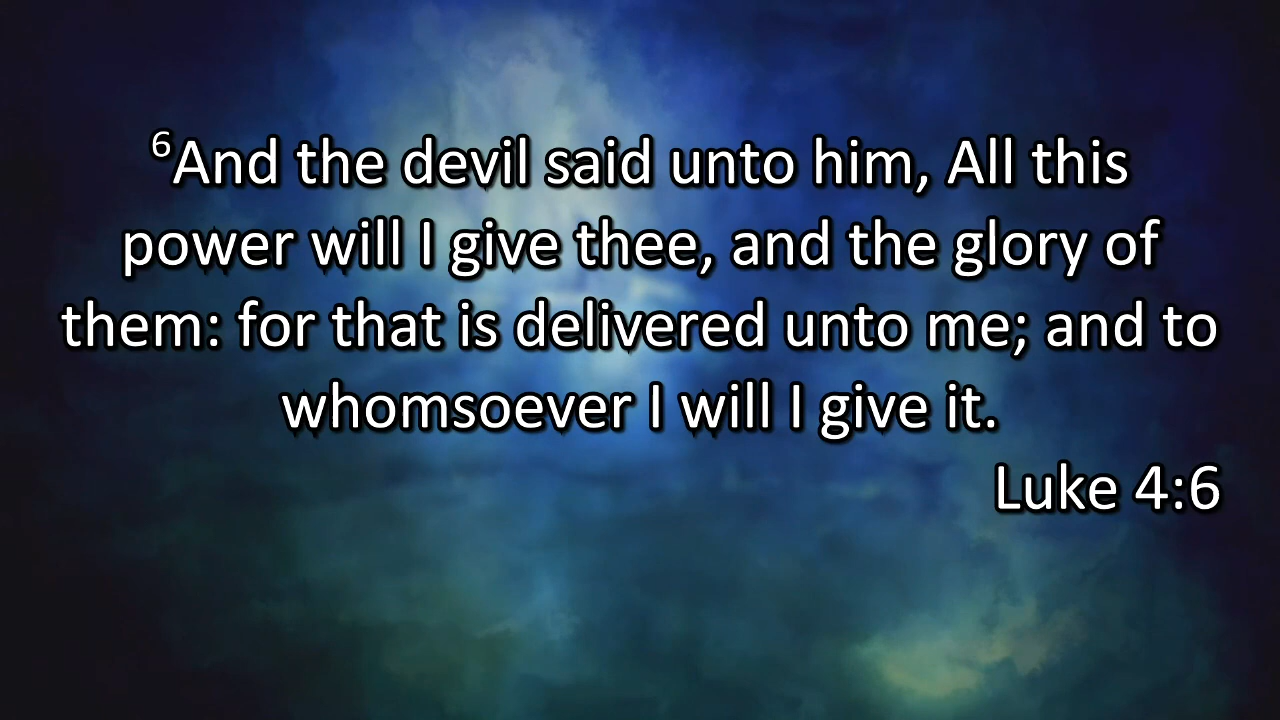 ⁶And the devil said unto him, All this
power will I give thee, and the glory of
them: for that is delivered unto me; and to
whomsoever I will I give it.
Luke 4:6